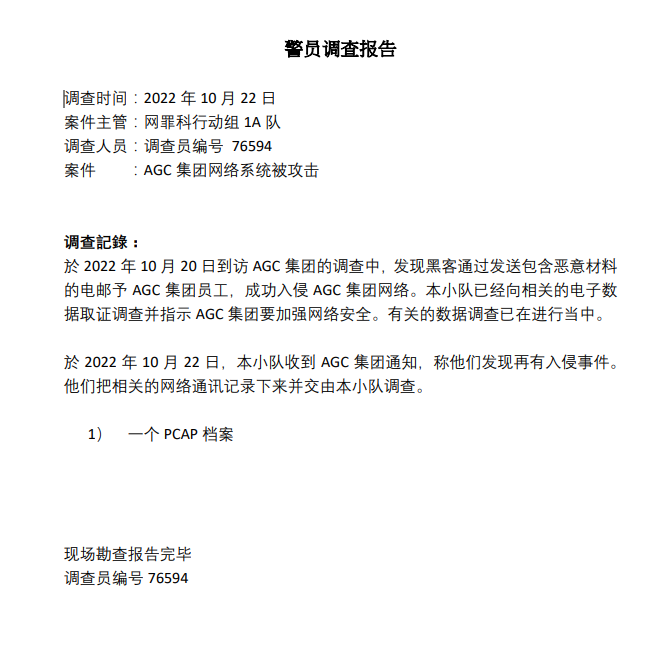 警员调查报告
调查时间：2022 年 10 月 22 日
案件主管：网罪科行动组 1A 队
调查人员：调查员编号 76594
案件 ：AGC 集团网络系统被攻击
调查記錄：
於 2022 年 10 月 20 日到访 AGC 集团的调查中，发现黑客通过发送包含恶意材料
的电邮予 AGC 集团员工，成功入侵 AGC 集团网络。本小队已经向相关的电子数
据取证调查并指示 AGC 集团要加强网络安全。有关的数据调查已在进行当中。
於 2022 年 10 月 22 日，本小队收到 AGC 集团通知，称他们发现再有入侵事件。
他们把相关的网络通讯记录下来并交由本小队调查。
1） 一个 PCAP 档案
现场勘查报告完毕
调查员编号 76594